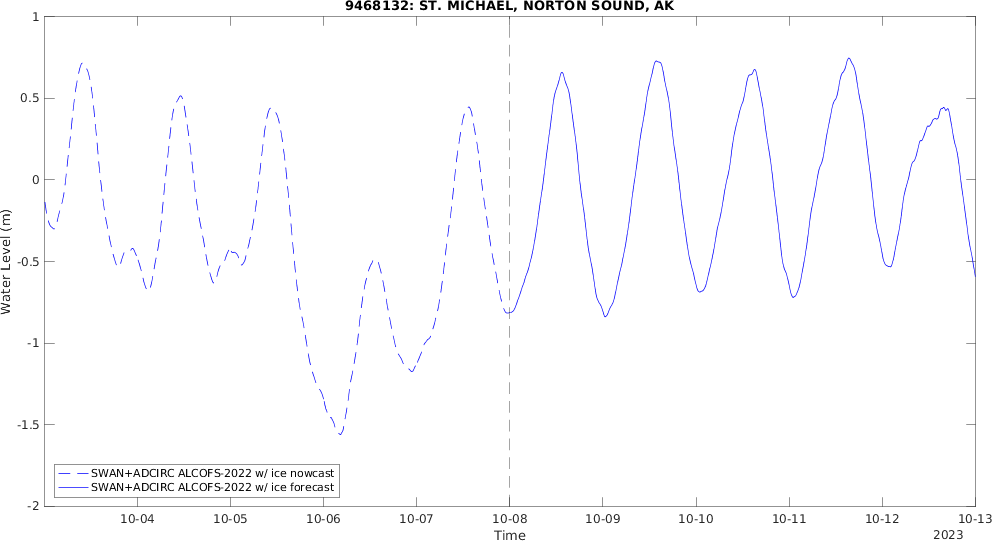 9468132: ST. MICHAEL, NORTON SOUND, AK
Water Level (m)
1
0.5
0
-0.5
-1
-1.5
-2
SWAN+ADCIRC ALCOFS-2022 w/ ice nowcast
SWAN+ADCIRC ALCOFS-2022 w/ ice forecast
10-04 10-05 10-06 10-07 10-08 10-09 10-10 10-11 10-12 10-13
Time
2023